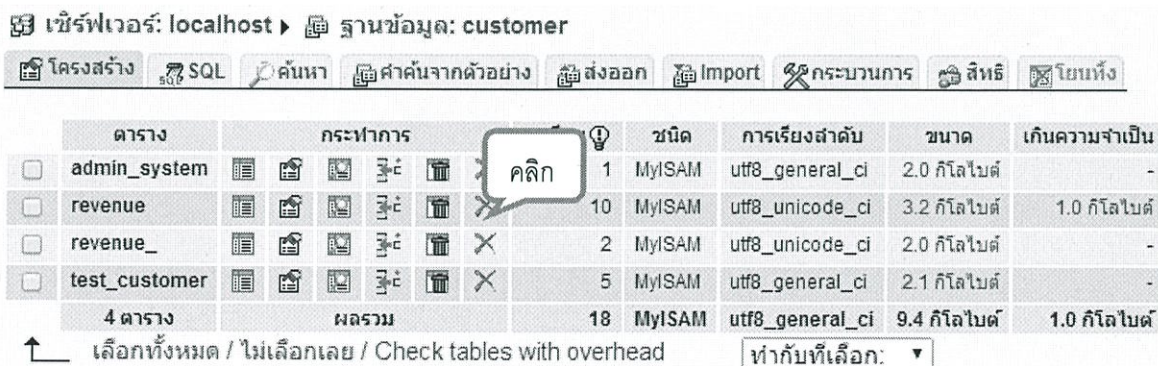 เซิร์ฟเวอร์: localhost ▸ ฐานข้อมูล: customer
โครงสร้าง SQL ค้นหา คำค้นจากตัวอย่าง ส่งออก Import กระบวนการ สิทธิ โยนทิ้ง
ตาราง กระทำการ ชนิด การเรียงลำดับ ขนาด เกินความจำเป็น
admin_system 1 MyISAM utf8_general_ci 2.0 กิโลไบต์ -
คลิก
revenue 10 MyISAM utf8_unicode_ci 3.2 กิโลไบต์ 1.0 กิโลไบต์
revenue_ 2 MyISAM utf8_unicode_ci 2.0 กิโลไบต์ -
test_customer 5 MyISAM utf8_general_ci 2.1 กิโลไบต์ -
4 ตาราง ผลรวม 18 MyISAM utf8_general_ci 9.4 กิโลไบต์ 1.0 กิโลไบต์
เลือกทั้งหมด / ไม่เลือกเลย / Check tables with overhead ทำกับที่เลือก: